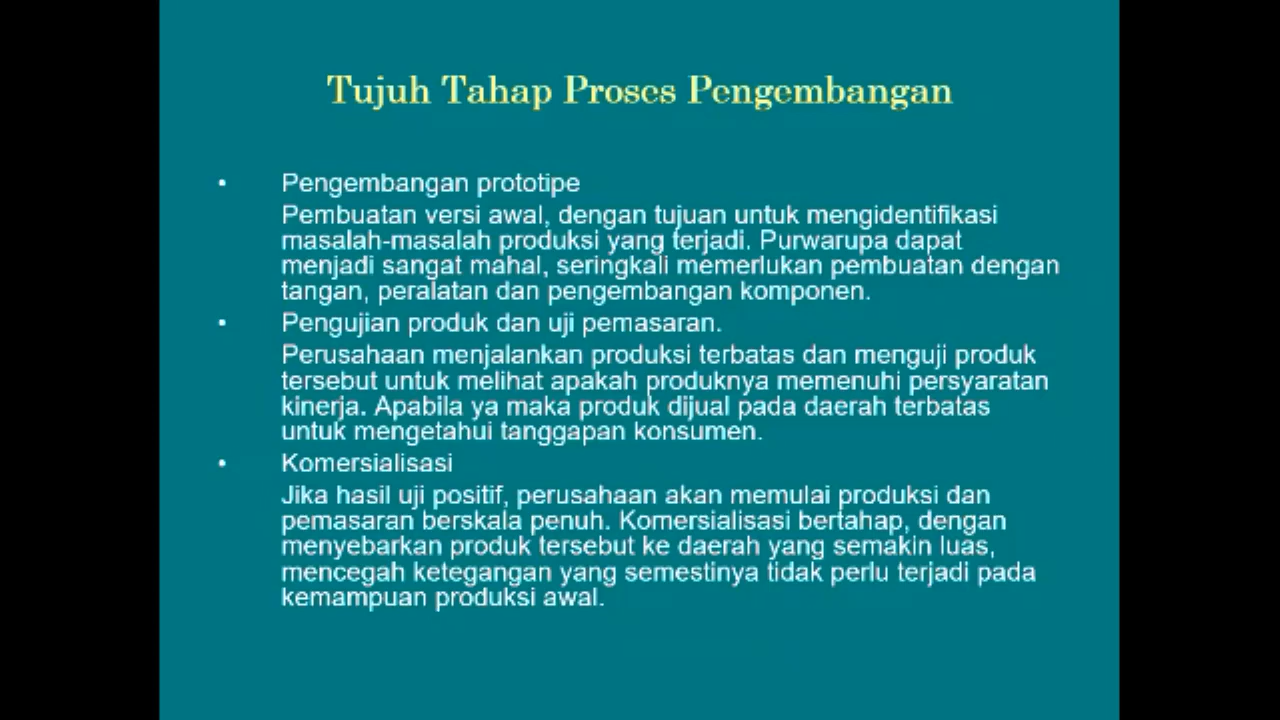 Tujuh Tahap Proses Pengembangan
• Pengembangan prototipe
Pembuatan versi awal, dengan tujuan untuk mengidentifikasi
masalah-masalah produksi yang terjadi. Purwarupa dapat
menjadi sangat mahal, seringkali memerlukan pembuatan dengan
tangan, peralatan dan pengembangan komponen.
• Pengujian produk dan uji pemasaran.
Perusahaan menjalankan produksi terbatas dan menguji produk
tersebut untuk melihat apakah produknya memenuhi persyaratan
kinerja. Apabila ya maka produk dijual pada daerah terbatas
untuk mengetahui tanggapan konsumen.
• Komersialisasi
Jika hasil uji positif, perusahaan akan memulai produksi dan
pemasaran berskala penuh. Komersialisasi bertahap, dengan
menyebarkan produk tersebut ke daerah yang semakin luas,
mencegah ketegangan yang semestinya tidak perlu terjadi pada
kemampuan produksi awal.